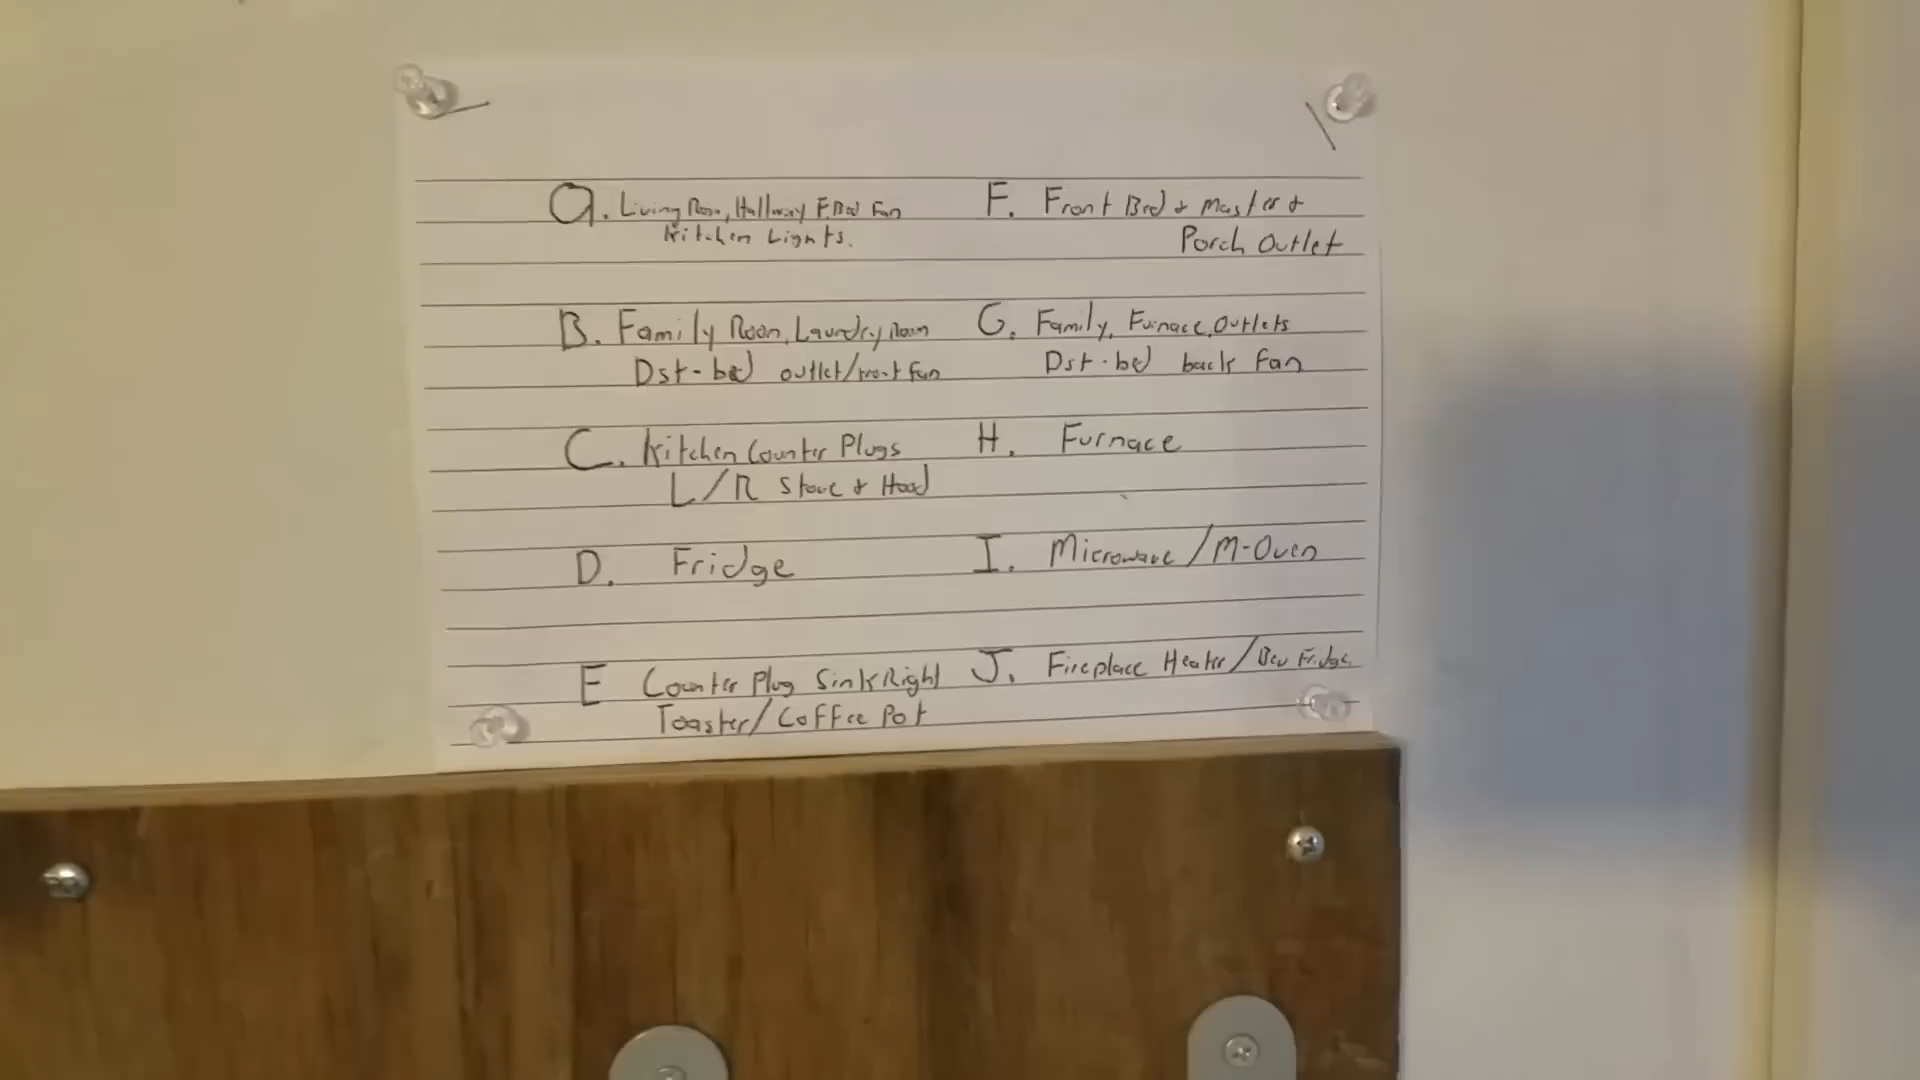 a. Living Room, Hallway F.Bed Fan
Kitchen Lights.
B. Family Room, Laundry Room
Dst-bed outlet/front fan
C. Kitchen Counter Plugs
L/R Stove & Hood
D. Fridge
E Counter Plug Sink Right
Toaster/Coffee Pot
F. Front Bed & Master &
Porch Outlet
G. Family, Furnace, Outlets
Dst-bed back fan
H. Furnace
I. Microwave/M-Oven
J. Fireplace Heater/Bev Fridge